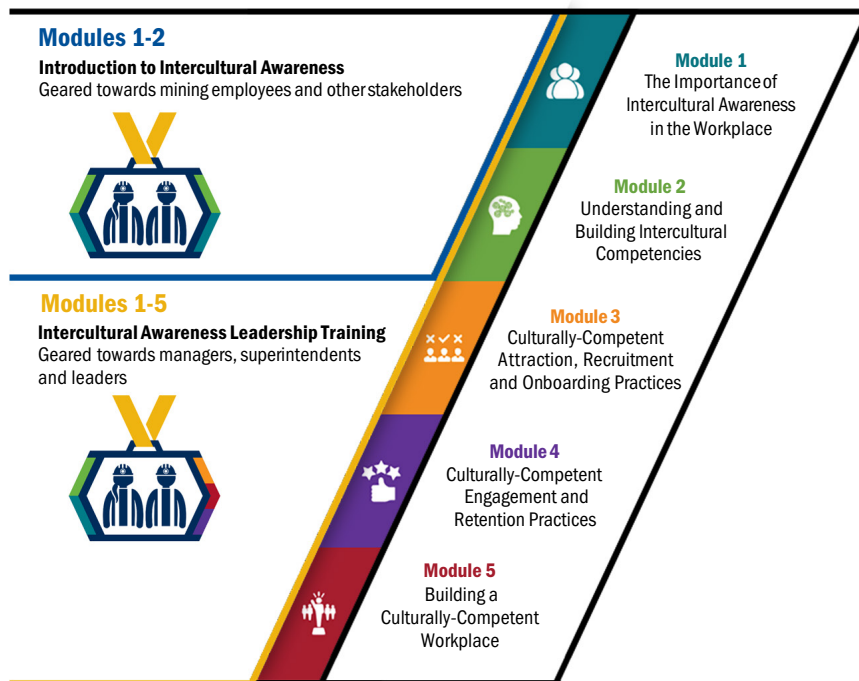 Modules 1-2
Introduction to Intercultural Awareness
Geared towards mining employees and other stakeholders
Modules 1-5
Intercultural Awareness Leadership Training
Geared towards managers, superintendents
and leaders
Module 1
The Importance of
Intercultural Awareness
in the Workplace
Module 2
Understanding and
Building Intercultural
Competencies
Module 3
Culturally-Competent
Attraction, Recruitment
and Onboarding Practices
Module 4
Culturally-Competent
Engagement and
Retention Practices
Module 5
Building a
Culturally-Competent
Workplace